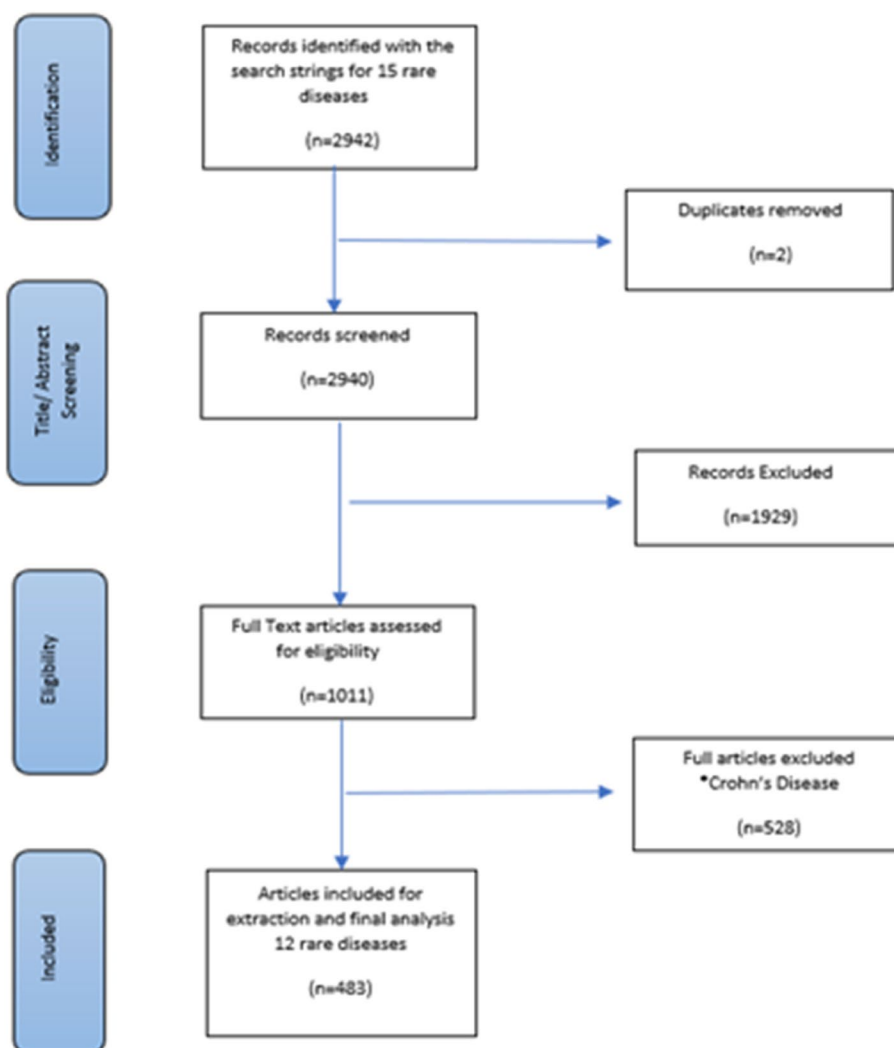 Identification
Records identified with the
search strings for 15 rare
diseases
(n=2942)
Duplicates removed
(n=2)
Title/ Abstract
Screening
Records screened
(n=2940)
Records Excluded
(n=1929)
Eligibility
Full Text articles assessed
for eligibility
(n=1011)
Full articles excluded
*Crohn's Disease
(n=528)
Included
Articles included for
extraction and final analysis
12 rare diseases
(n=483)